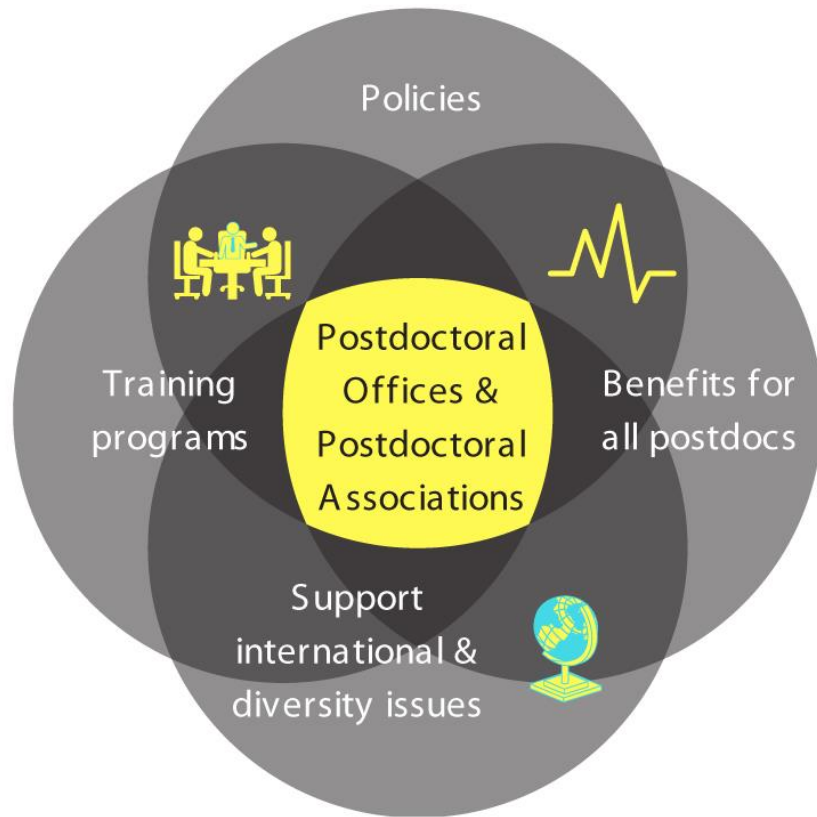 Policies
Training
programs
Postdoctoral
Offices &
Postdoctoral
Associations
Benefits for
all postdocs
Support
international &
diversity issues